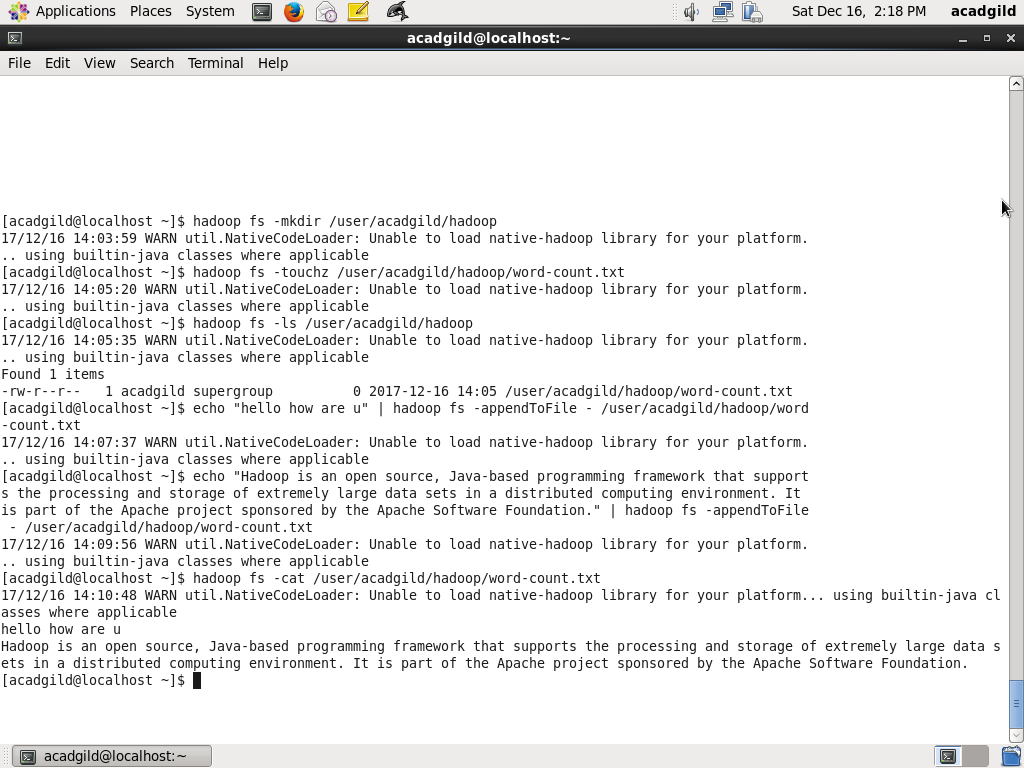 Applications Places System Sat Dec 16, 2:18 PM acadgild
acadgild@localhost:~
File Edit View Search Terminal Help
[acadgild@localhost ~]$ hadoop fs -mkdir /user/acadgild/hadoop
17/12/16 14:03:59 WARN util.NativeCodeLoader: Unable to load native-hadoop library for your platform.
.. using builtin-java classes where applicable
[acadgild@localhost ~]$ hadoop fs -touchz /user/acadgild/hadoop/word-count.txt
17/12/16 14:05:20 WARN util.NativeCodeLoader: Unable to load native-hadoop library for your platform.
.. using builtin-java classes where applicable
[acadgild@localhost ~]$ hadoop fs -ls /user/acadgild/hadoop
17/12/16 14:05:35 WARN util.NativeCodeLoader: Unable to load native-hadoop library for your platform.
.. using builtin-java classes where applicable
Found 1 items
-rw-r--r--   1 acadgild supergroup          0 2017-12-16 14:05 /user/acadgild/hadoop/word-count.txt
[acadgild@localhost ~]$ echo "hello how are u" | hadoop fs -appendToFile - /user/acadgild/hadoop/word
-count.txt
17/12/16 14:07:37 WARN util.NativeCodeLoader: Unable to load native-hadoop library for your platform.
.. using builtin-java classes where applicable
[acadgild@localhost ~]$ echo "Hadoop is an open source, Java-based programming framework that support
s the processing and storage of extremely large data sets in a distributed computing environment. It
is part of the Apache project sponsored by the Apache Software Foundation." | hadoop fs -appendToFile
 - /user/acadgild/hadoop/word-count.txt
17/12/16 14:09:56 WARN util.NativeCodeLoader: Unable to load native-hadoop library for your platform.
.. using builtin-java classes where applicable
[acadgild@localhost ~]$ hadoop fs -cat /user/acadgild/hadoop/word-count.txt
17/12/16 14:10:48 WARN util.NativeCodeLoader: Unable to load native-hadoop library for your platform... using builtin-java cl
asses where applicable
hello how are u
Hadoop is an open source, Java-based programming framework that supports the processing and storage of extremely large data s
ets in a distributed computing environment. It is part of the Apache project sponsored by the Apache Software Foundation.
[acadgild@localhost ~]$
acadgild@localhost:~